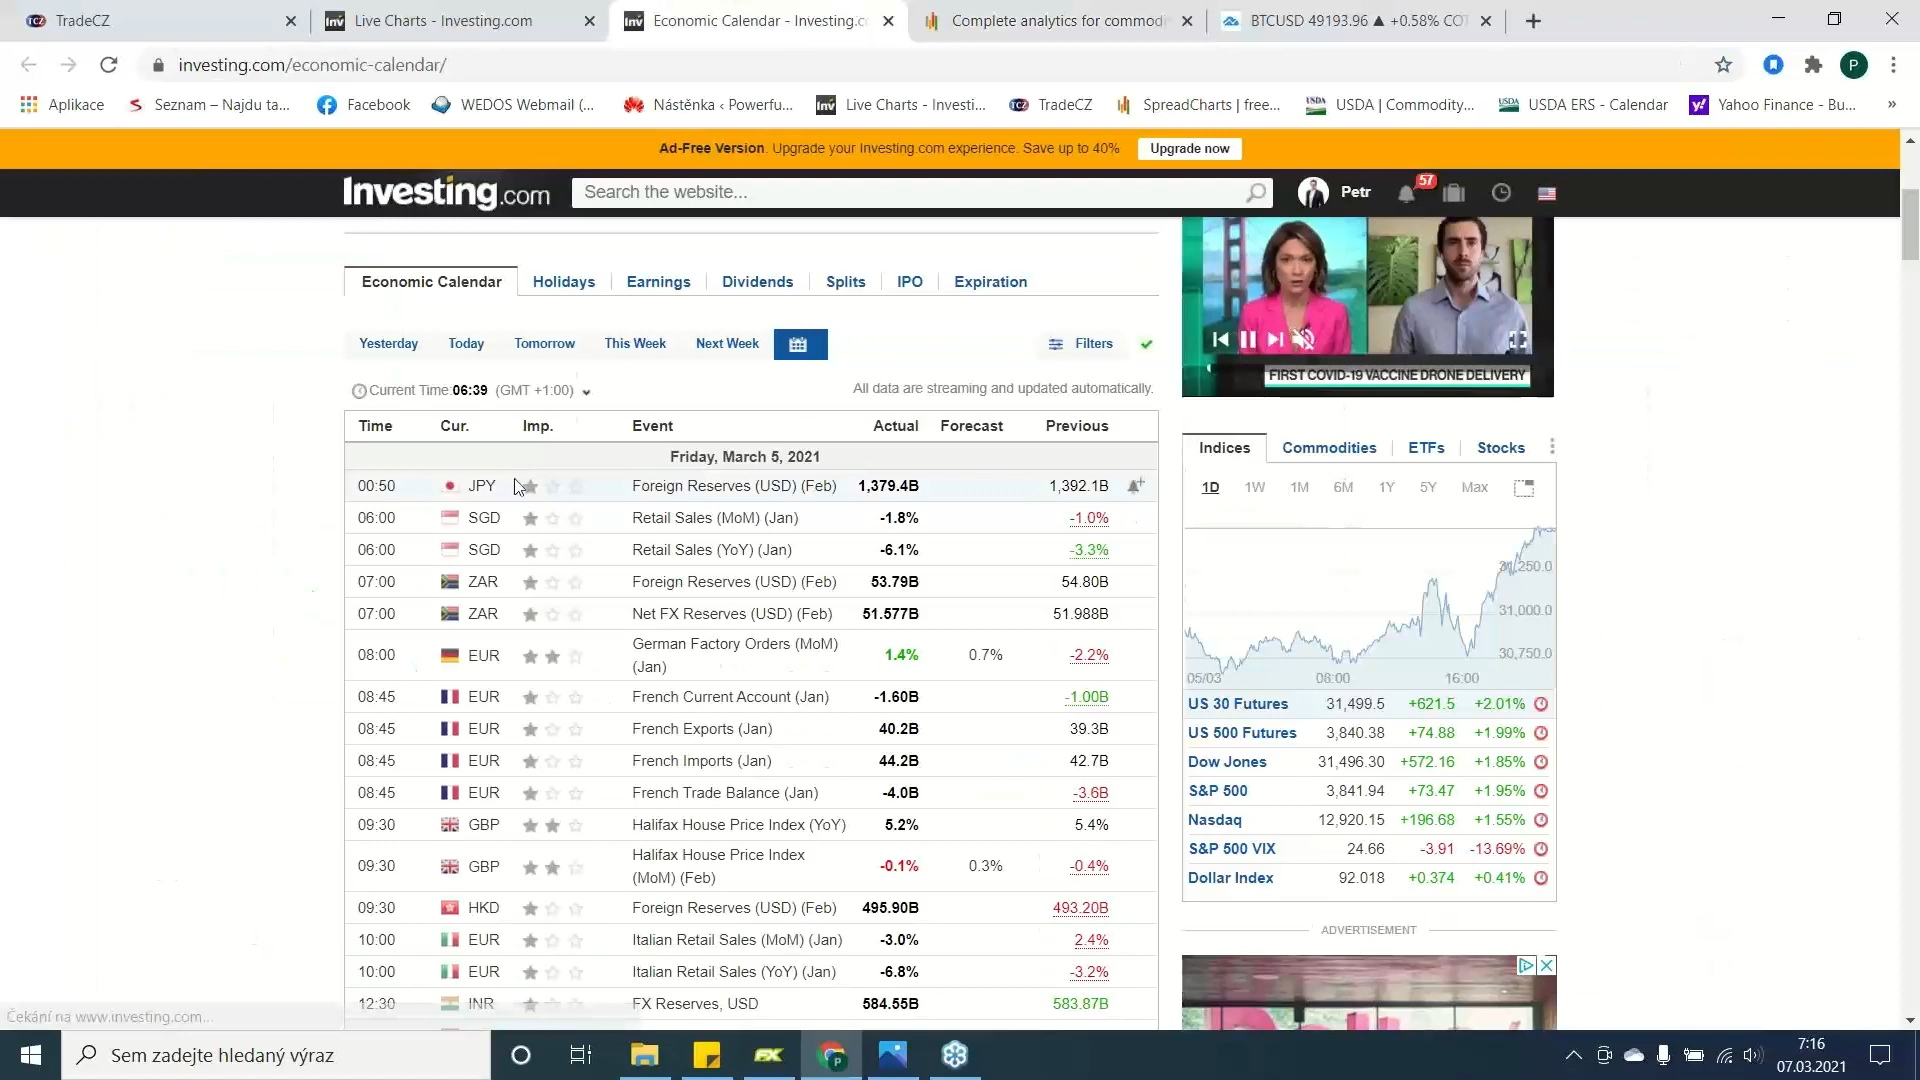 TradeCZ
Live Charts - Investing.com
Economic Calendar - Investing.co
Complete analytics for commodi
BTCUSD 49193.96 ▲ +0.58% COT
investing.com/economic-calendar/
P
Aplikace
Seznam – Najdu ta...
Facebook
WEDOS Webmail (...
Nástěnka ‹ Powerfu...
Live Charts - Investi...
TradeCZ
SpreadCharts | free...
USDA | Commodity...
USDA ERS - Calendar
Yahoo Finance - Bu...
»
Ad-Free Version. Upgrade your Investing.com experience. Save up to 40%
Upgrade now
Investing.com
Search the website...
Petr
57
Economic Calendar
Holidays
Earnings
Dividends
Splits
IPO
Expiration
Yesterday
Today
Tomorrow
This Week
Next Week
Filters
Current Time:06:39 (GMT +1:00)
All data are streaming and updated automatically.
Time Cur. Imp. Event Actual Forecast Previous
Friday, March 5, 2021
00:50 JPY Foreign Reserves (USD) (Feb) 1,379.4B 1,392.1B
06:00 SGD Retail Sales (MoM) (Jan) -1.8% -1.0%
06:00 SGD Retail Sales (YoY) (Jan) -6.1% -3.3%
07:00 ZAR Foreign Reserves (USD) (Feb) 53.79B 54.80B
07:00 ZAR Net FX Reserves (USD) (Feb) 51.577B 51.988B
08:00 EUR German Factory Orders (MoM) (Jan) 1.4% 0.7% -2.2%
08:45 EUR French Current Account (Jan) -1.60B -1.00B
08:45 EUR French Exports (Jan) 40.2B 39.3B
08:45 EUR French Imports (Jan) 44.2B 42.7B
08:45 EUR French Trade Balance (Jan) -4.0B -3.6B
09:30 GBP Halifax House Price Index (YoY) 5.2% 5.4%
09:30 GBP Halifax House Price Index (MoM) (Feb) -0.1% 0.3% -0.4%
09:30 HKD Foreign Reserves (USD) (Feb) 495.90B 493.20B
10:00 EUR Italian Retail Sales (MoM) (Jan) -3.0% 2.4%
10:00 EUR Italian Retail Sales (YoY) (Jan) -6.8% -3.2%
12:30 INR FX Reserves, USD 584.55B 583.87B
FIRST COVID-19 VACCINE DRONE DELIVERY
Indices
Commodities
ETFs
Stocks
1D 1W 1M 6M 1Y 5Y Max
31,250.0
31,000.0
30,750.0
05/03 08:00 16:00
US 30 Futures 31,499.5 +621.5 +2.01%
US 500 Futures 3,840.38 +74.88 +1.99%
Dow Jones 31,496.30 +572.16 +1.85%
S&P 500 3,841.94 +73.47 +1.95%
Nasdaq 12,920.15 +196.68 +1.55%
S&P 500 VIX 24.66 -3.91 -13.69%
Dollar Index 92.018 +0.374 +0.41%
ADVERTISEMENT
Čekání na www.investing.com...
Sem zadejte hledaný výraz
FX
7:16
07.03.2021